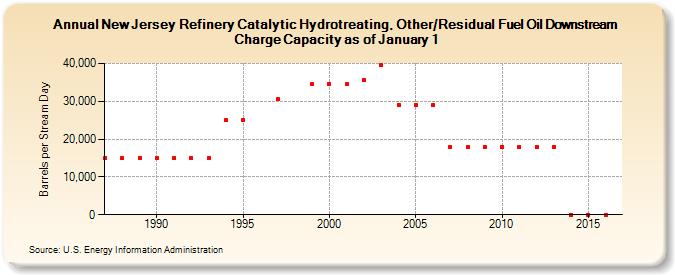 Annual New Jersey Refinery Catalytic Hydrotreating, Other/Residual Fuel Oil Downstream
Charge Capacity as of January 1
Barrels per Stream Day
40,000
30,000
20,000
10,000
0
1990 1995 2000 2005 2010 2015
Source: U.S. Energy Information Administration